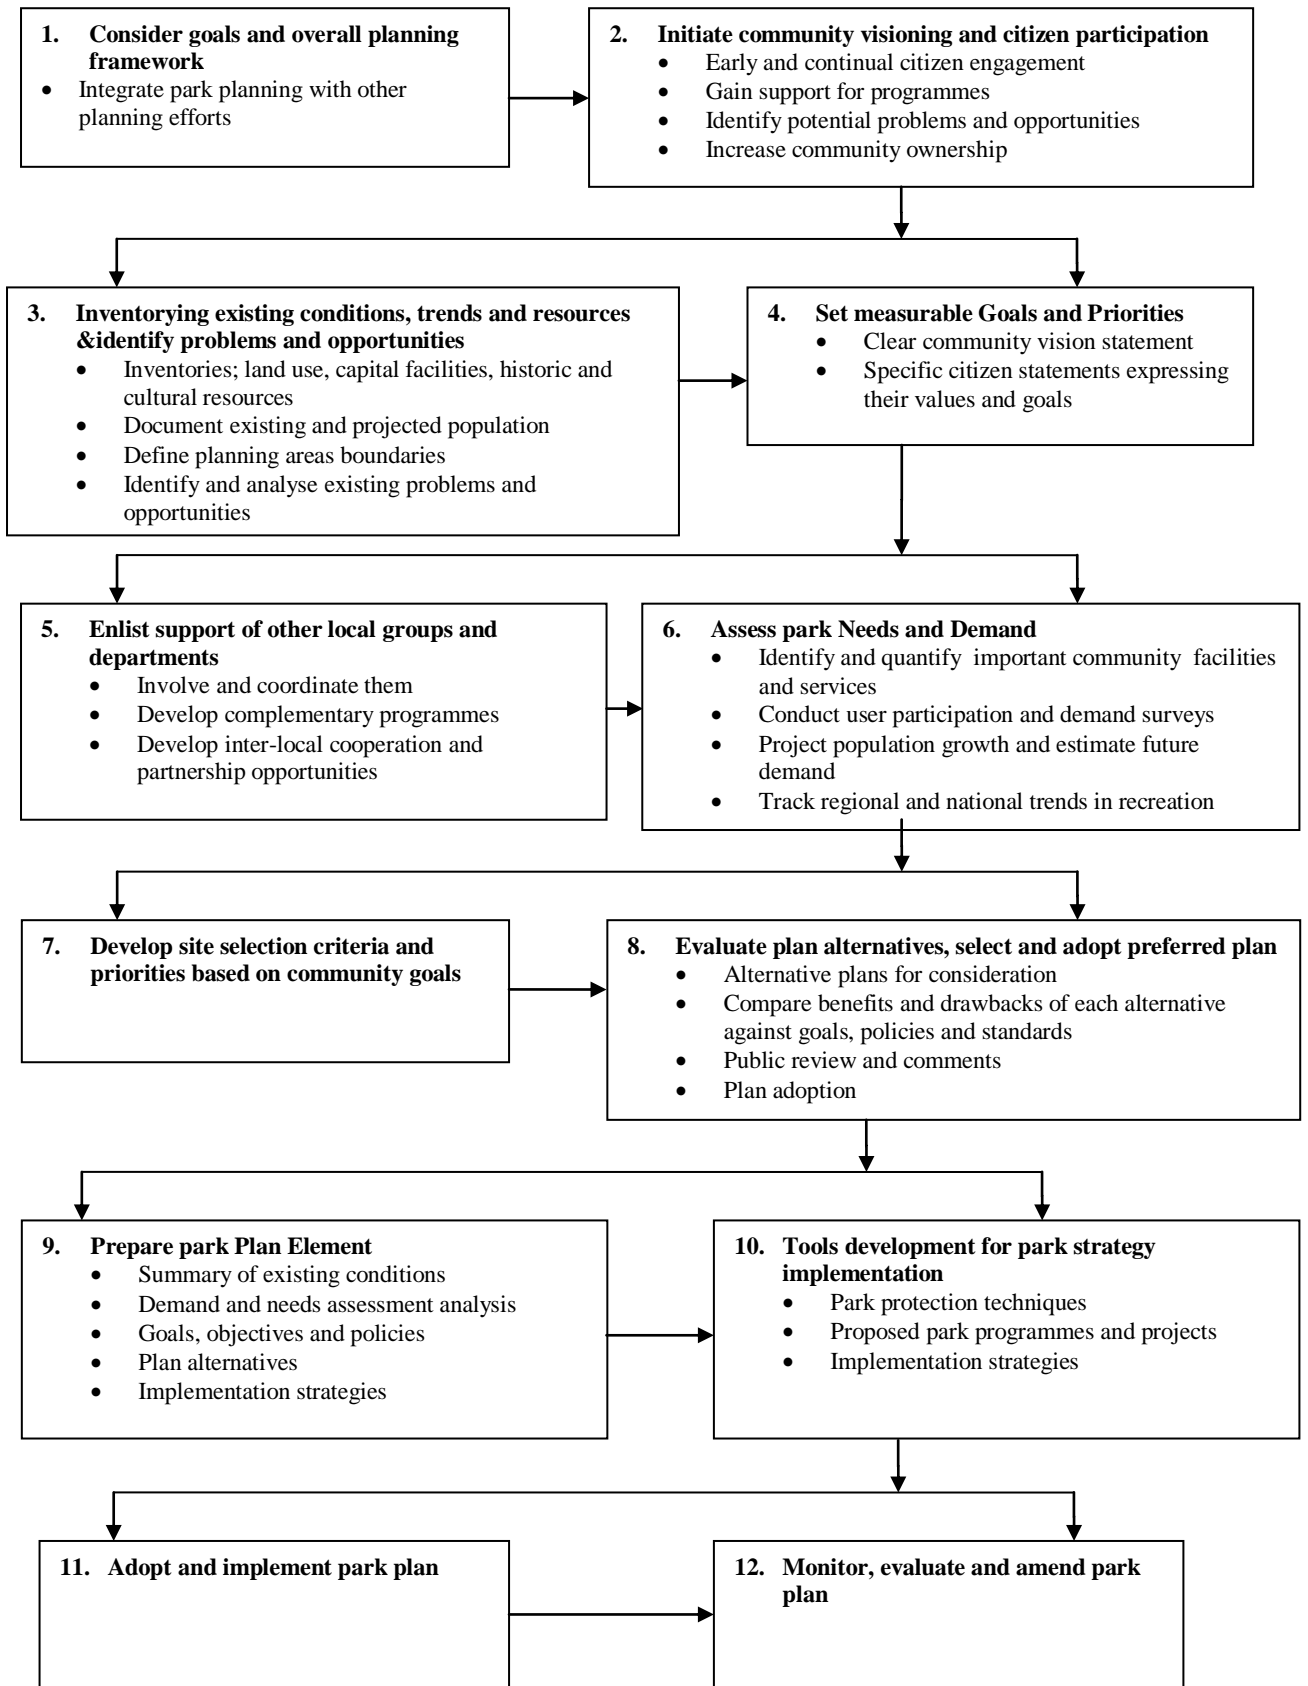 1. Consider goals and overall planning
framework
• Integrate park planning with other
planning efforts
2. Initiate community visioning and citizen participation
• Early and continual citizen engagement
• Gain support for programmes
• Identify potential problems and opportunities
• Increase community ownership
3. Inventorying existing conditions, trends and resources
&identify problems and opportunities
• Inventories; land use, capital facilities, historic and
cultural resources
• Document existing and projected population
• Define planning areas boundaries
• Identify and analyse existing problems and
opportunities
4. Set measurable Goals and Priorities
• Clear community vision statement
• Specific citizen statements expressing
their values and goals
5. Enlist support of other local groups and
departments
• Involve and coordinate them
• Develop complementary programmes
• Develop inter-local cooperation and
partnership opportunities
6. Assess park Needs and Demand
• Identify and quantify important community facilities
and services
• Conduct user participation and demand surveys
• Project population growth and estimate future
demand
• Track regional and national trends in recreation
7. Develop site selection criteria and
priorities based on community goals
8. Evaluate plan alternatives, select and adopt preferred plan
• Alternative plans for consideration
• Compare benefits and drawbacks of each alternative
against goals, policies and standards
• Public review and comments
• Plan adoption
9. Prepare park Plan Element
• Summary of existing conditions
• Demand and needs assessment analysis
• Goals, objectives and policies
• Plan alternatives
• Implementation strategies
10. Tools development for park strategy
implementation
• Park protection techniques
• Proposed park programmes and projects
• Implementation strategies
11. Adopt and implement park plan
12. Monitor, evaluate and amend park
plan